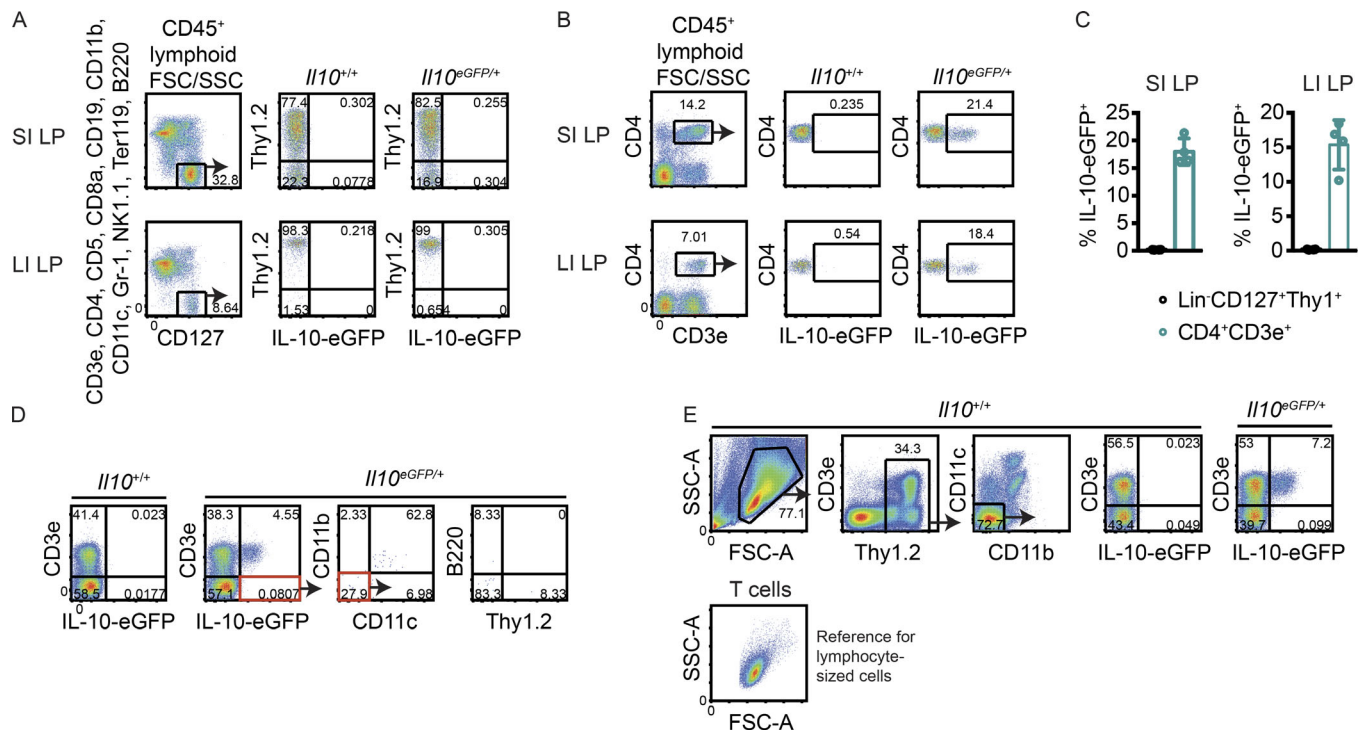 A
CD3e, CD4, CD5, CD8a, CD19, CD11b,
CD11c, Gr-1, NK1.1, Ter119, B220
CD45+
lymphoid
FSC/SSC
Il10+/+
Il10eGFP/+
SI LP
32.8
Thy1.2
77.4
0.302
22.3
0.0778
Thy1.2
82.5
0.255
16.9
0.304
LI LP
8.64
0
0
CD127
Thy1.2
98.3
0.218
1.53
0
IL-10-eGFP
Thy1.2
99
0.305
0.654
0
IL-10-eGFP
B
CD45+
lymphoid
FSC/SSC
Il10+/+
Il10eGFP/+
SI LP
CD4
14.2
CD4
0.235
CD4
21.4
LI LP
CD4
7.01
0
0
CD3e
CD4
0.54
IL-10-eGFP
CD4
18.4
IL-10-eGFP
C
SI LP
% IL-10-eGFP+
25
20
15
10
5
0
LI LP
% IL-10-eGFP+
20
15
10
5
0
Lin-CD127+Thy1+
CD4+CD3e+
D
Il10+/+
Il10eGFP/+
CD3e
41.4
0.023
58.5
0.0177
0
0
IL-10-eGFP
CD3e
38.3
4.55
57.1
0.0807
IL-10-eGFP
CD11b
2.33
62.8
27.9
6.98
CD11c
B220
8.33
0
83.3
8.33
Thy1.2
E
Il10+/+
Il10eGFP/+
SSC-A
77.1
0
0
FSC-A
CD3e
34.3
Thy1.2
CD11c
72.7
CD11b
CD3e
56.5
0.023
43.4
0.049
IL-10-eGFP
CD3e
53
7.2
39.7
0.099
IL-10-eGFP
T cells
SSC-A
0
0
FSC-A
Reference for
lymphocyte-
sized cells